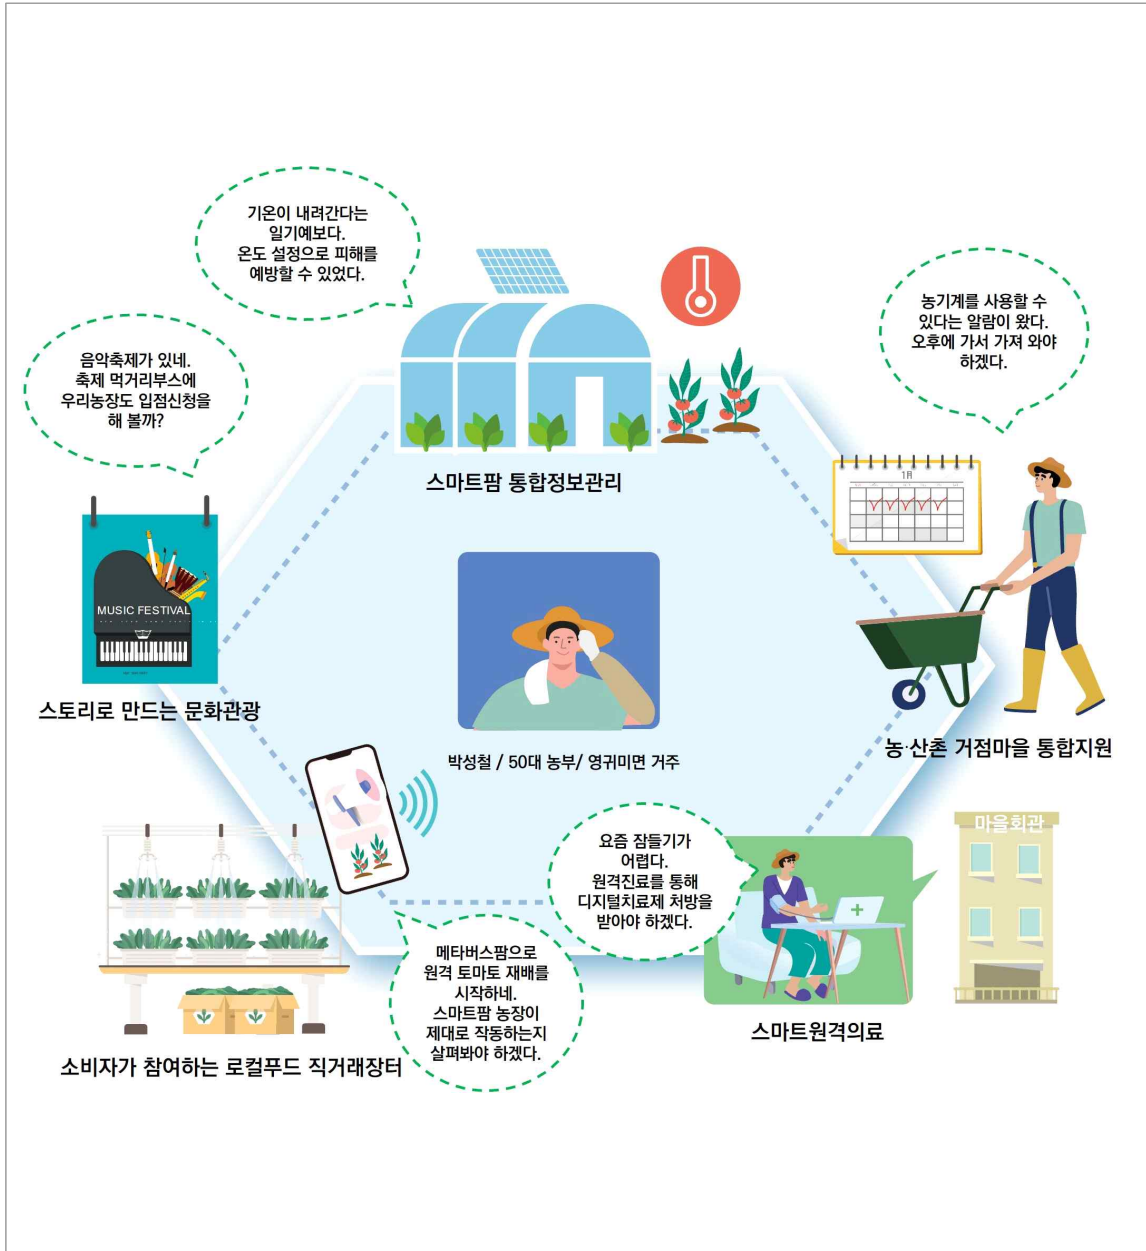 기온이 내려간다는
일기예보다.
온도 설정으로 피해를
예방할 수 있었다.
농기계를 사용할 수
있다는 알람이 왔다.
오후에 가서 가져 와야
하겠다.
음악축제가 있네.
축제 먹거리부스에
우리농장도 입점신청을
해 볼까?
스마트팜 통합정보관리
1月
MUSIC FESTIVAL
스토리로 만드는 문화관광
농·산촌 거점마을 통합지원
박성철 / 50대 농부/ 영귀미면 거주
마을회관
요즘 잠들기가
어렵다.
원격진료를 통해
디지털치료제 처방을
받아야 하겠다.
메타버스팜으로
원격 토마토 재배를
시작하네.
스마트팜 농장이
제대로 작동하는지
살펴봐야 하겠다.
스마트원격의료
소비자가 참여하는 로컬푸드 직거래장터